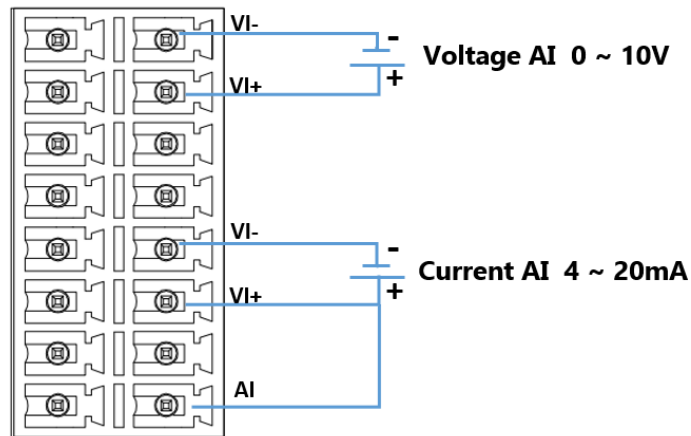 VI-
-
Voltage AI 0 ~ 10V
VI+
+
VI-
-
Current AI 4 ~ 20mA
VI+
+
AI